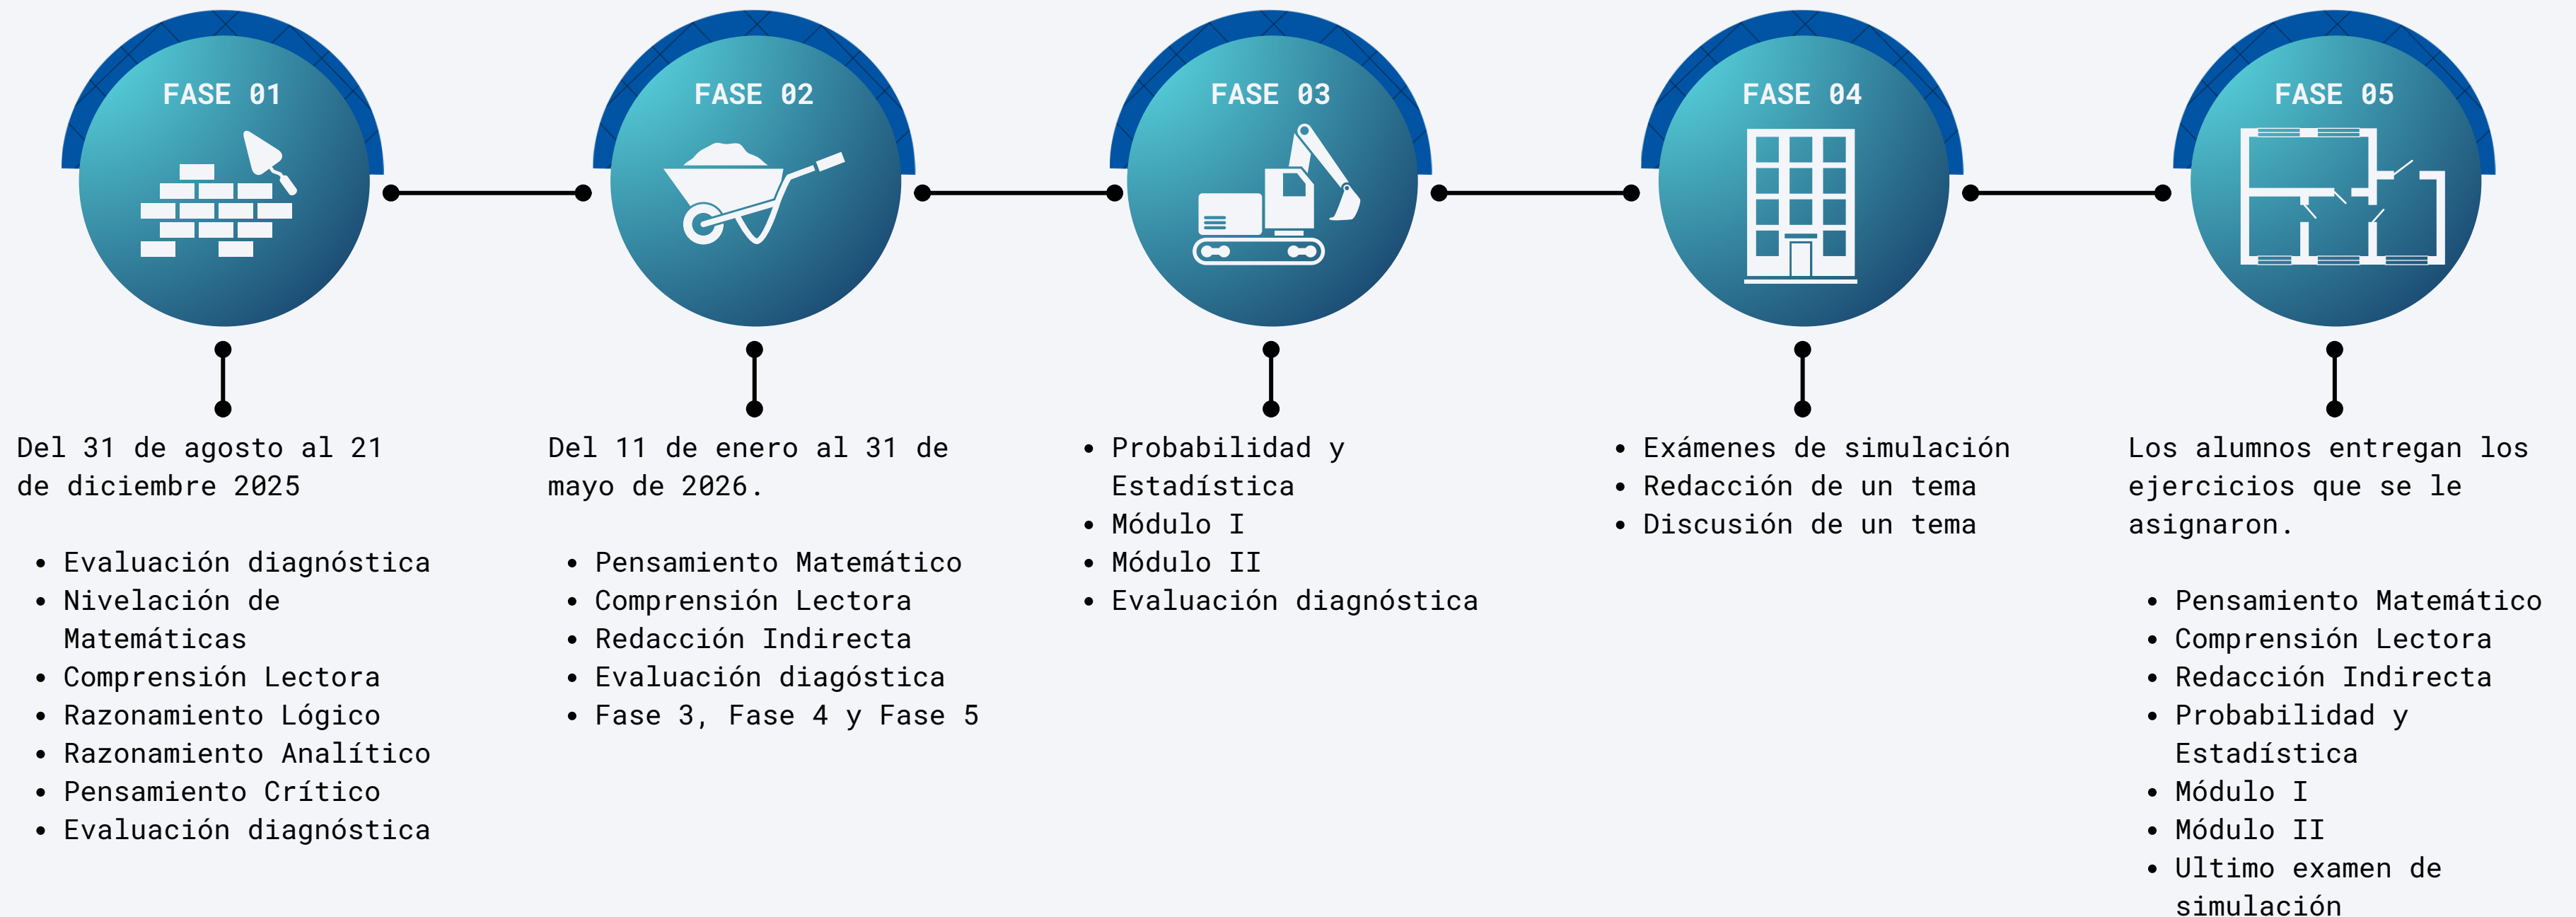 FASE 01
Del 31 de agosto al 21
de diciembre 2025
• Evaluación diagnóstica
• Nivelación de
Matemáticas
• Comprensión Lectora
• Razonamiento Lógico
• Razonamiento Analítico
• Pensamiento Crítico
• Evaluación diagnóstica
FASE 02
Del 11 de enero al 31 de
mayo de 2026.
• Pensamiento Matemático
• Comprensión Lectora
• Redacción Indirecta
• Evaluación diagóstica
• Fase 3, Fase 4 y Fase 5
FASE 03
• Probabilidad y
Estadística
• Módulo I
• Módulo II
• Evaluación diagnóstica
FASE 04
• Exámenes de simulación
• Redacción de un tema
• Discusión de un tema
FASE 05
Los alumnos entregan los
ejercicios que se le
asignaron.
• Pensamiento Matemático
• Comprensión Lectora
• Redacción Indirecta
• Probabilidad y
Estadística
• Módulo I
• Módulo II
• Ultimo examen de
simulación